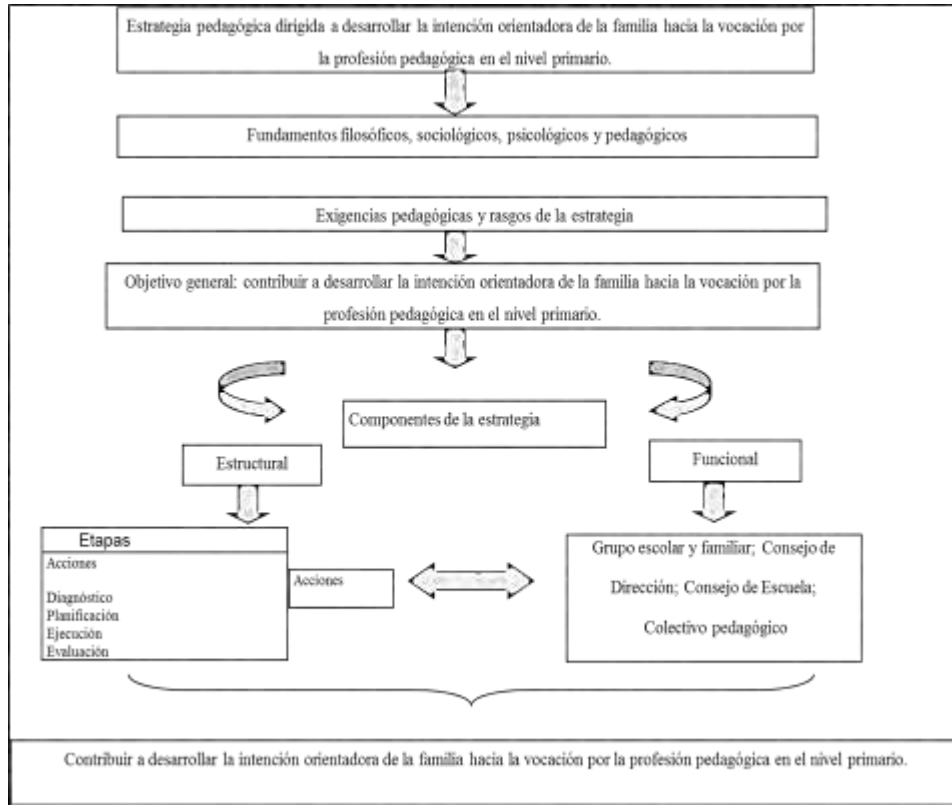 Estrategia pedagógica dirigida a desarrollar la intención orientadora de la familia hacia la vocación por
la profesión pedagógica en el nivel primario.
Fundamentos filosóficos, sociológicos, psicológicos y pedagógicos
Exigencias pedagógicas y rasgos de la estrategia
Objetivo general: contribuir a desarrollar la intención orientadora de la familia hacia la vocación por la
profesión pedagógica en el nivel primario.
Componentes de la estrategia
Estructural
Funcional
Etapas
Acciones
Diagnóstico
Planificación
Ejecución
Evaluación
Acciones
Grupo escolar y familiar; Consejo de
Dirección; Consejo de Escuela;
Colectivo pedagógico
Contribuir a desarrollar la intención orientadora de la familia hacia la vocación por la profesión pedagógica en el nivel primario.